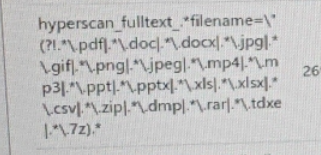 hyperscan_fulltext_.*filename=\"
(?!.*\.pdf|.*\.doc|.*\.docx|.*\.jpg|.*
\.gif|.*\.png|.*\.jpeg|.*\.mp4|.*\.m
p3|.*\.ppt|.*\.pptx|.*\.xls|.*\.xlsx|.*
\.csv|.*\.zip|.*\.dmp|.*\.rar|.*\.tdxe
|.*\.7z).*
26